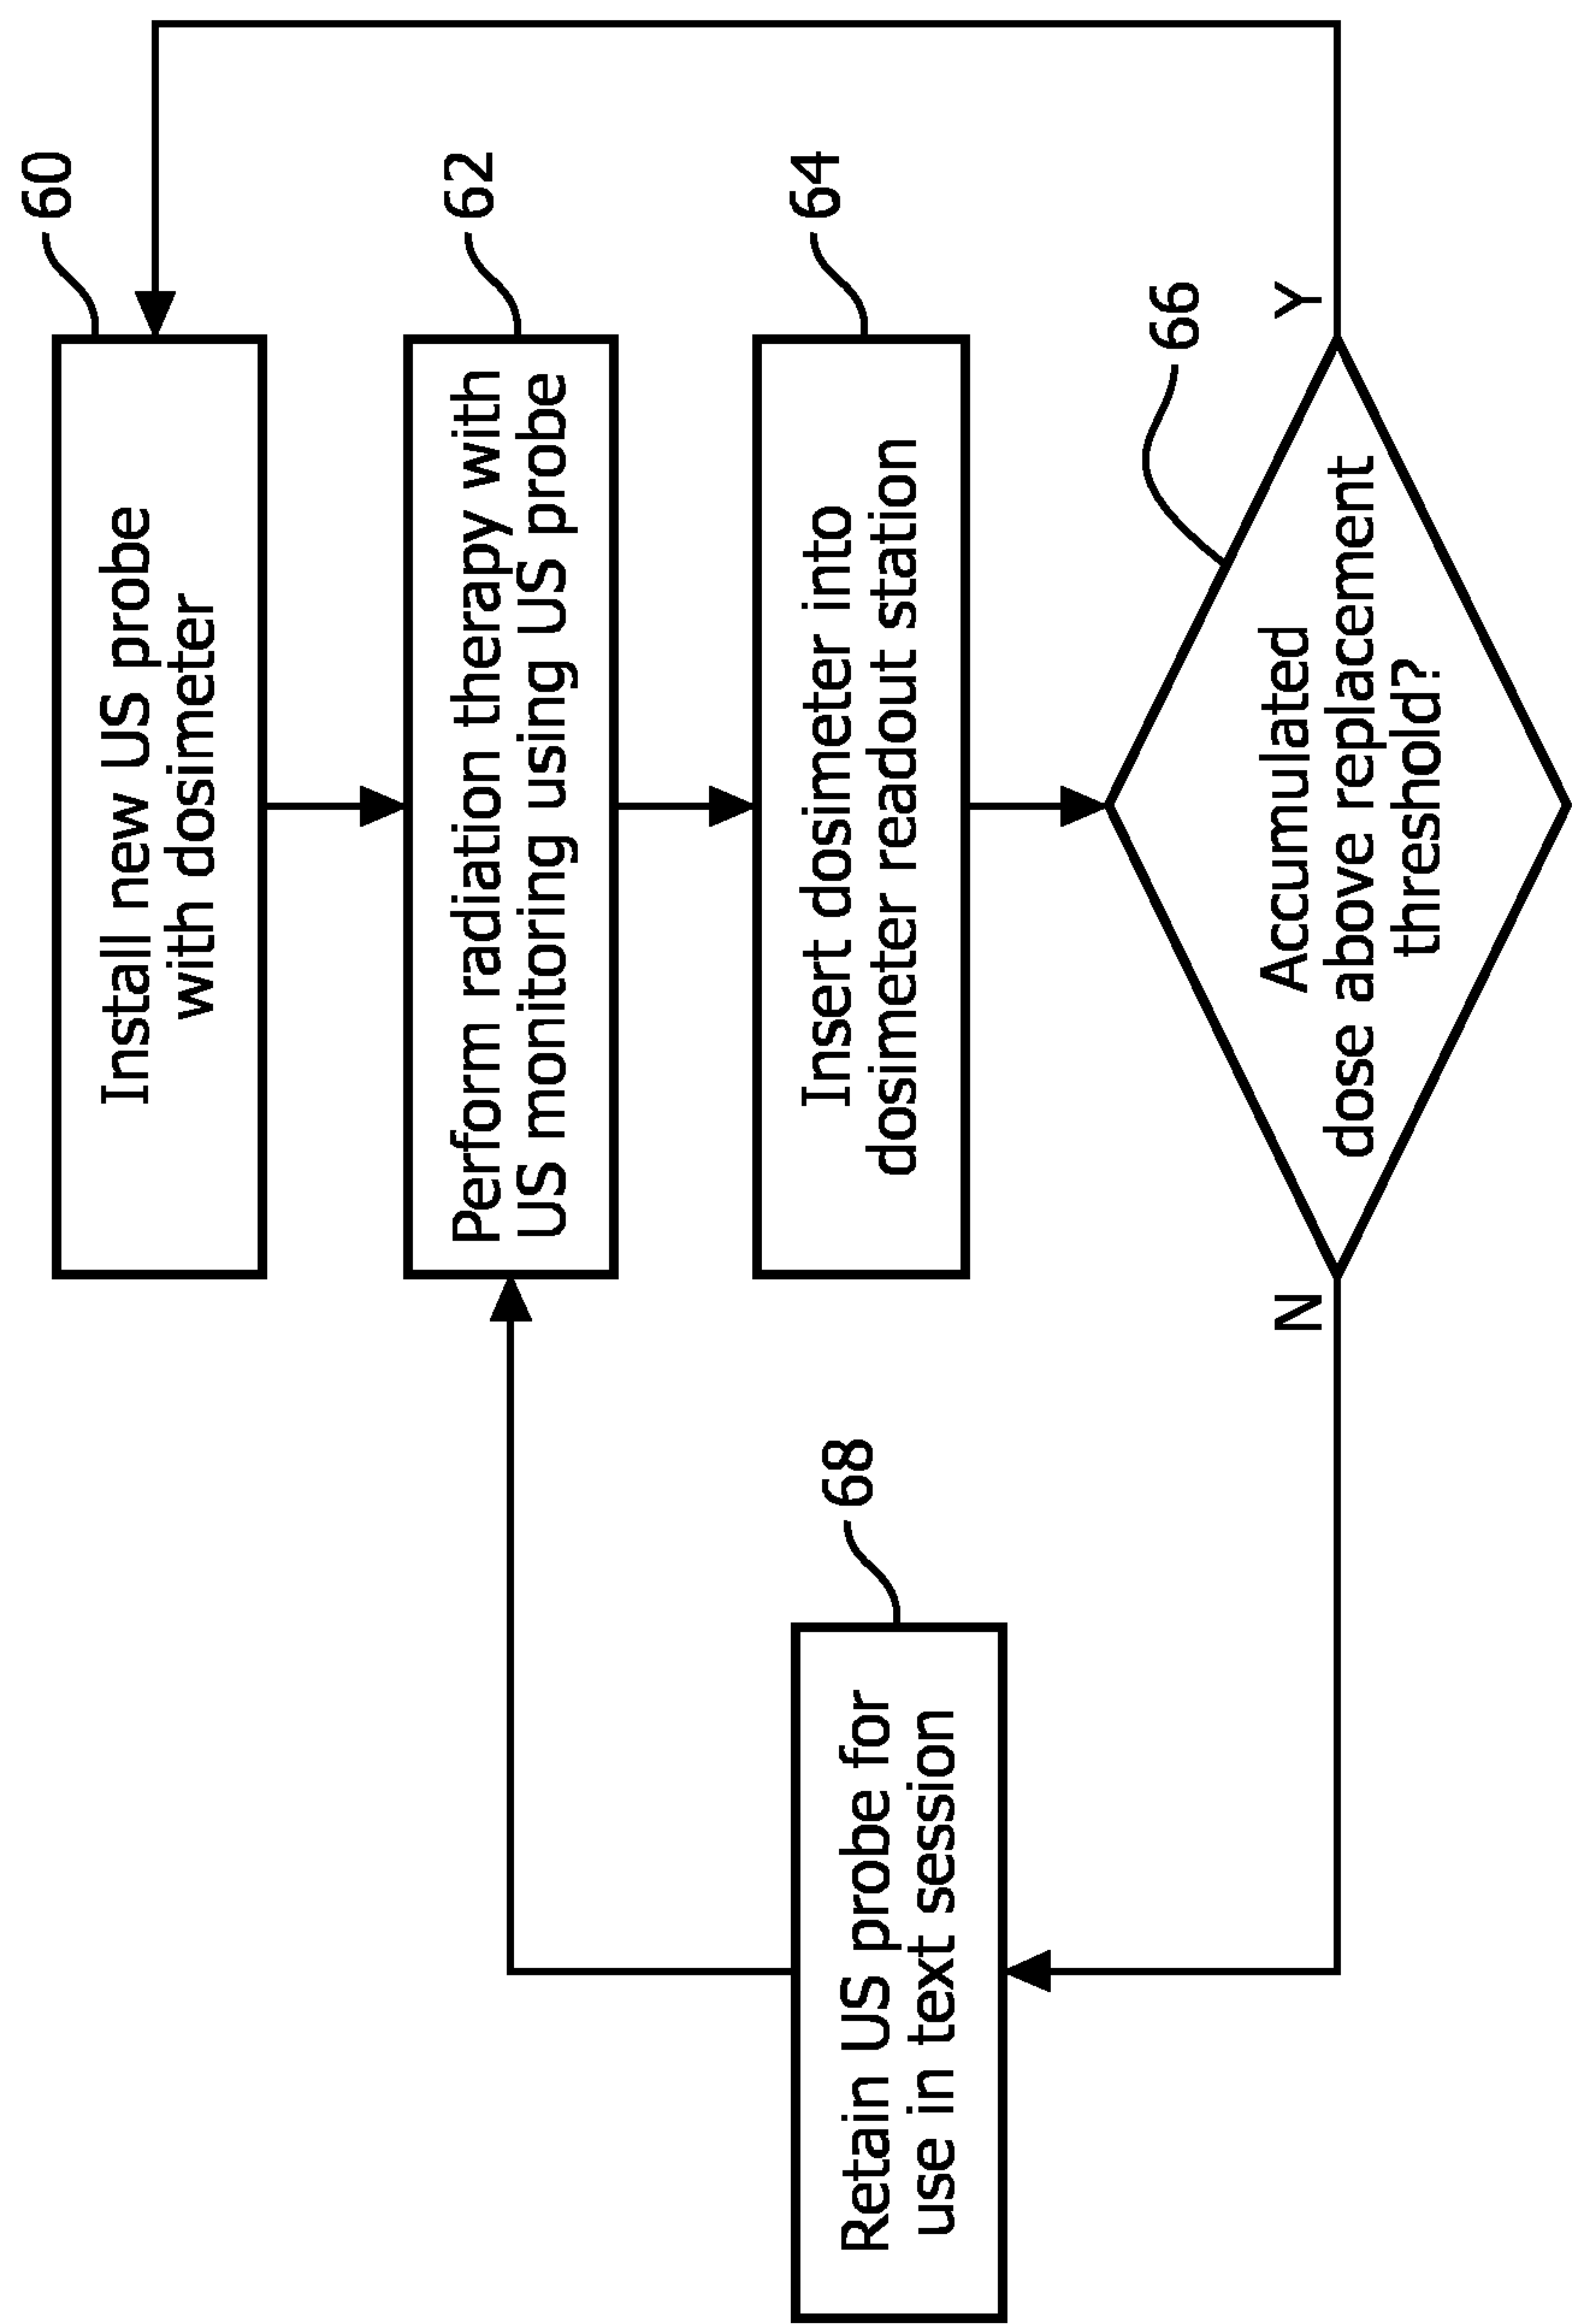 60
Install new US probe
with dosimeter
62
Perform radiation therapy with
US monitoring using US probe
64
Insert dosimeter into
dosimeter readout station
66
Accumulated
dose above replacement
threshold?
Y
N
68
Retain US probe for
use in text session